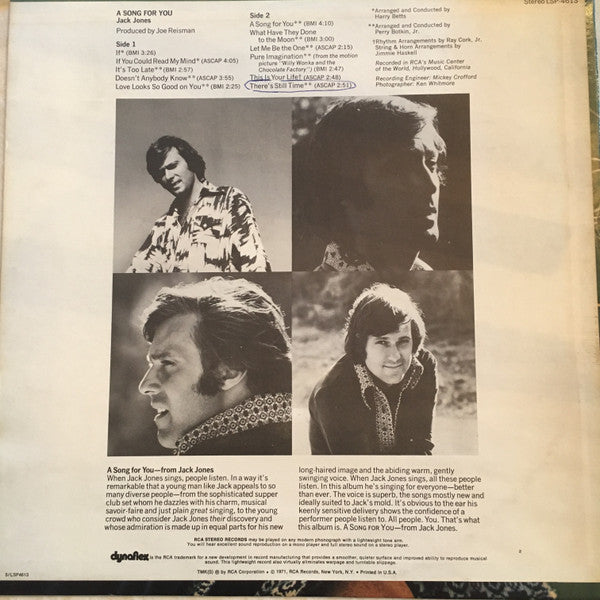 Stereo LSP-4613
A SONG FOR YOU
Jack Jones
Produced by Joe Reisman
Side 1
If* (BMI 3:26)
If You Could Read My Mind* (ASCAP 4:05)
It's Too Late** (BMI 2:57)
Doesn't Anybody Know** (ASCAP 3:55)
Love Looks So Good on You** (BMI 2:25)
Side 2
A Song for You** (BMI 4:10)
What Have They Done
to the Moon** (BMI 3:00)
Let Me Be the One** (ASCAP 2:15)
Pure Imagination** (from the motion
picture "Willy Wonka and the
Chocolate Factory") (BMI 2:47)
This Is Your Life† (ASCAP 2:48)
There's Still Time** (ASCAP 2:51)
*Arranged and Conducted by
Harry Betts
**Arranged and Conducted by
Perry Botkin, Jr.
†Rhythm Arrangements by Ray Cork, Jr.
String & Horn Arrangements by
Jimmie Haskell
Recorded in RCA's Music Center
of the World, Hollywood, California
Recording Engineer: Mickey Crofford
Photographer: Ken Whitmore
A Song for You—from Jack Jones
When Jack Jones sings, people listen. In a way it's
remarkable that a young man like Jack appeals to so
many diverse people—from the sophisticated supper
club set whom he dazzles with his charm, musical
savoir-faire and just plain great singing, to the young
crowd who consider Jack Jones their discovery and
whose admiration is made up in equal parts for his new
long-haired image and the abiding warm, gently
swinging voice. When Jack Jones sings, all these people
listen. In this album he's singing for everyone—better
than ever. The voice is superb, the songs mostly new and
ideally suited to Jack's mold. It's obvious to the ear his
keenly sensitive delivery shows the confidence of a
performer people listen to. All people. You. That's what
this album is. A SONG FOR YOU—from Jack Jones.
RCA STEREO RECORDS may be played on any modern phonograph with a lightweight tone arm.
You will hear excellent sound reproduction on a mono player and full stereo sound on a stereo player.
dynaflex is the RCA trademark for a new development in record manufacturing that provides a smoother, quieter surface and improved ability to reproduce musical
sound. This lightweight record also virtually eliminates warpage and turntable slippage.
TMK(S) ® by RCA Corporation • © 1971, RCA Records, New York, N.Y. • Printed in U.S.A.
2